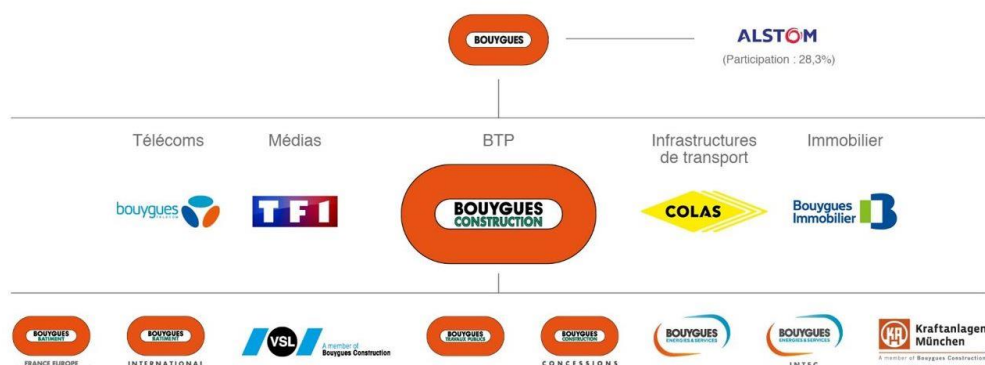 BOUYGUES
ALSTOM
(Participation : 28,3%)
Télécoms
Médias
BTP
Infrastructures
de transport
Immobilier
bouygues
TELECOM
TF1
BOUYGUES
CONSTRUCTION
COLAS
Bouygues
Immobilier
BOUYGUES
BATIMENT
FRANCE EUROPE
BOUYGUES
BATIMENT
INTERNATIONAL
VSL
A member of
Bouygues Construction
BOUYGUES
TRAVAUX PUBLICS
BOUYGUES
CONSTRUCTION
CONCESSIONS
BOUYGUES
ENERGIES & SERVICES
BOUYGUES
ENERGIES & SERVICES
INTEC
Kraftanlagen
München
A member of Bouygues Construction